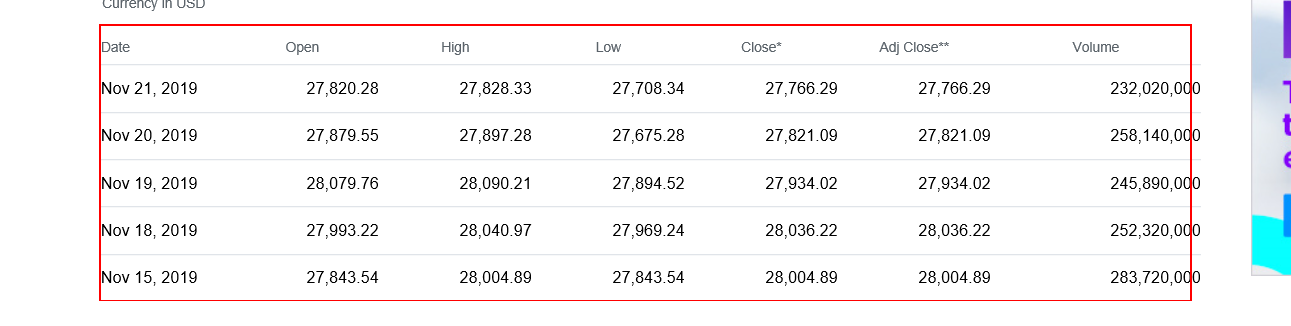 Currency in USD
Date Open High Low Close* Adj Close** Volume
Nov 21, 2019 27,820.28 27,828.33 27,708.34 27,766.29 27,766.29 232,020,000
Nov 20, 2019 27,879.55 27,897.28 27,675.28 27,821.09 27,821.09 258,140,000
Nov 19, 2019 28,079.76 28,090.21 27,894.52 27,934.02 27,934.02 245,890,000
Nov 18, 2019 27,993.22 28,040.97 27,969.24 28,036.22 28,036.22 252,320,000
Nov 15, 2019 27,843.54 28,004.89 27,843.54 28,004.89 28,004.89 283,720,000